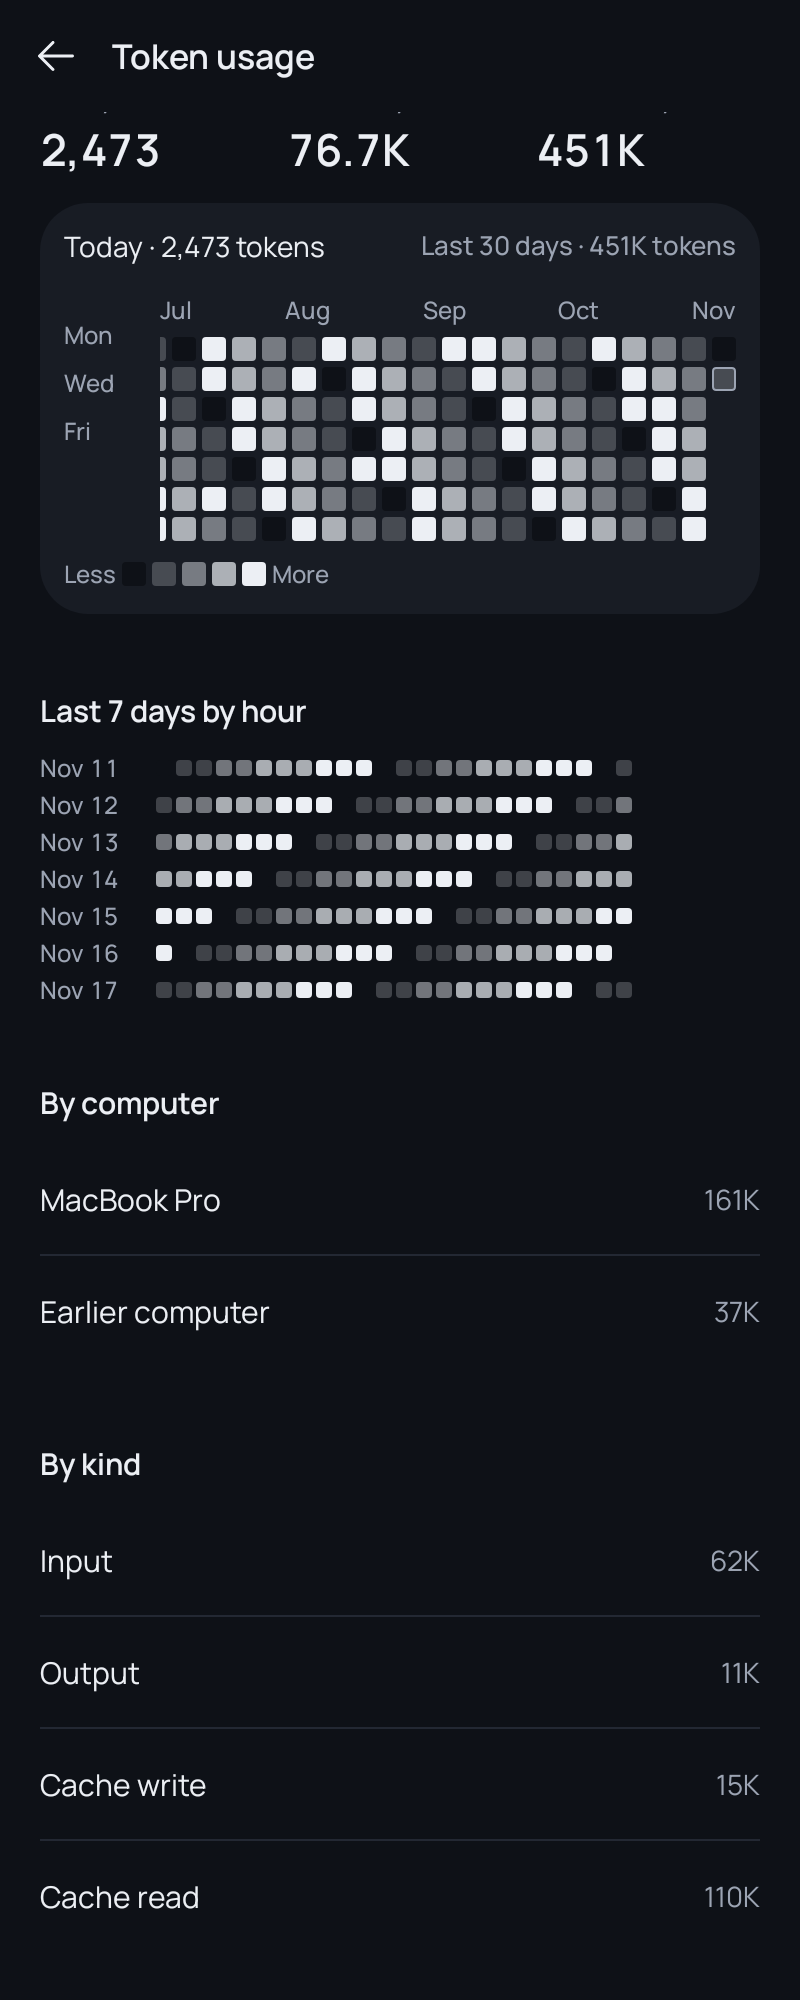 Token usage
2,473 76.7K 451K
Today · 2,473 tokens Last 30 days · 451K tokens
Jul Aug Sep Oct Nov
Mon
Wed
Fri
Less More
Last 7 days by hour
Nov 11
Nov 12
Nov 13
Nov 14
Nov 15
Nov 16
Nov 17
By computer
MacBook Pro 161K
Earlier computer 37K
By kind
Input 62K
Output 11K
Cache write 15K
Cache read 110K